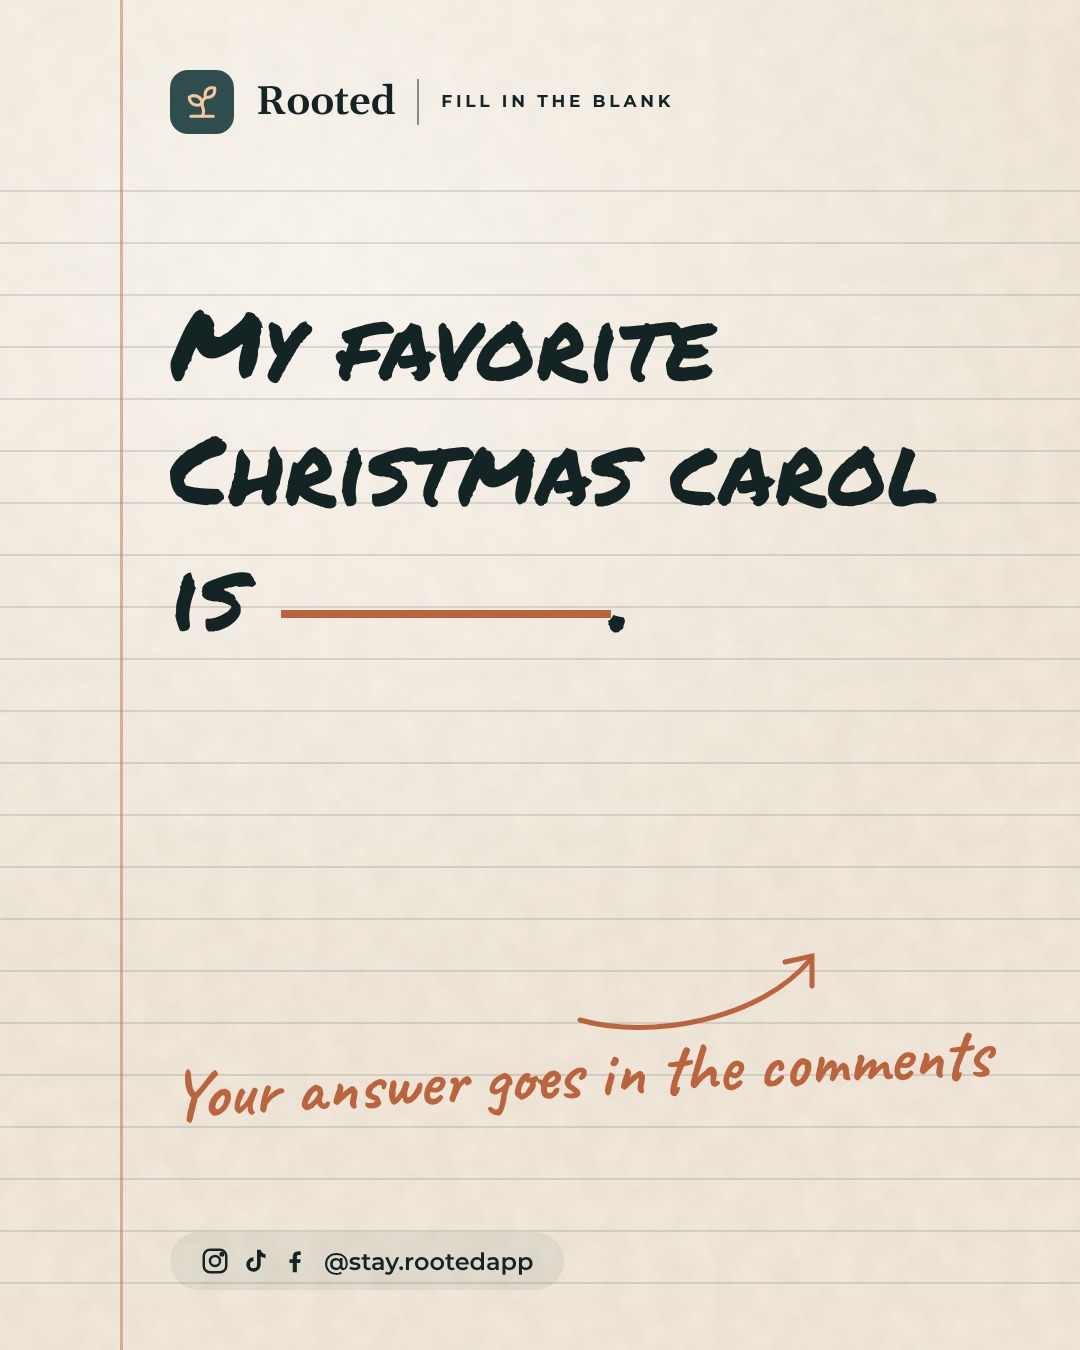 Rooted
FILL IN THE BLANK
My favorite
Christmas carol
is ______.
Your answer goes in the comments
@stay.rootedapp